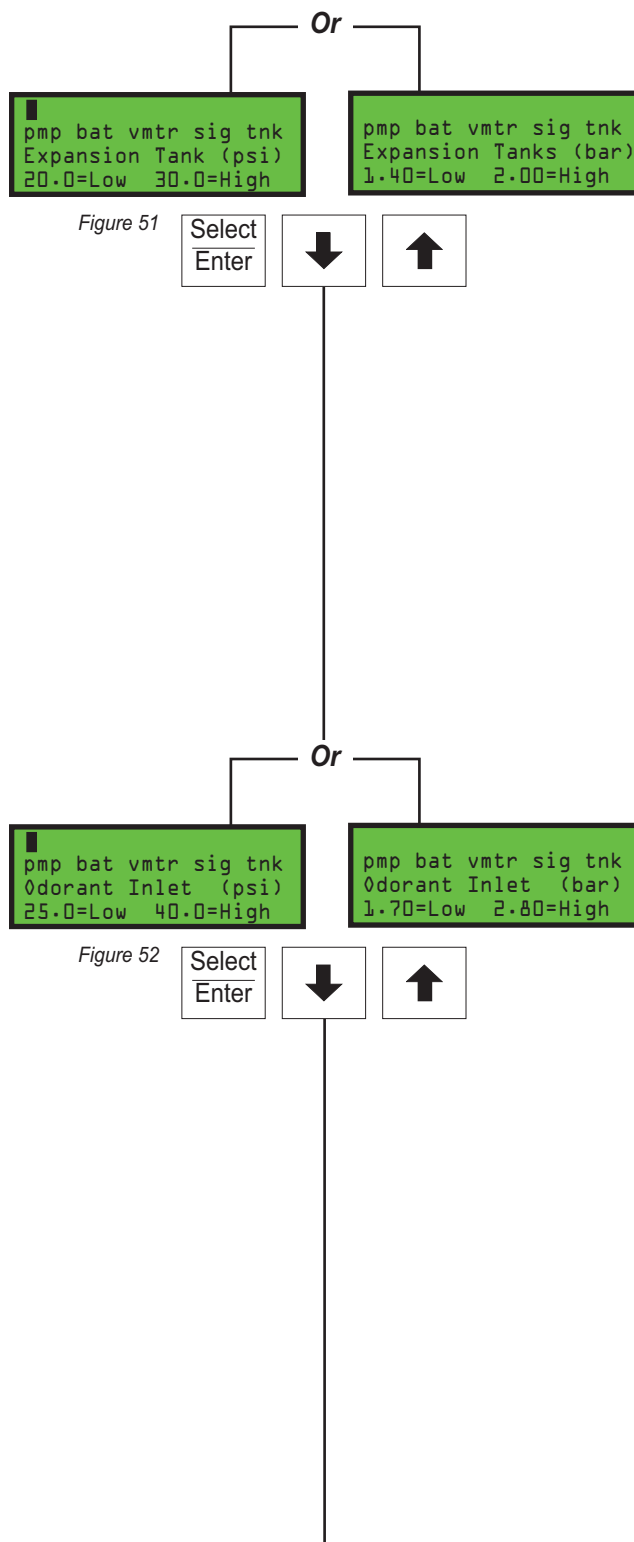 Or
pmp bat vmtr sig tnk
Expansion Tank (psi)
20.0=Low 30.0=High
pmp bat vmtr sig tnk
Expansion Tanks (bar)
1.40=Low 2.00=High
Figure 51
Select
Enter
Or
pmp bat vmtr sig tnk
Odorant Inlet (psi)
25.0=Low 40.0=High
pmp bat vmtr sig tnk
Odorant Inlet (bar)
1.70=Low 2.80=High
Figure 52
Select
Enter